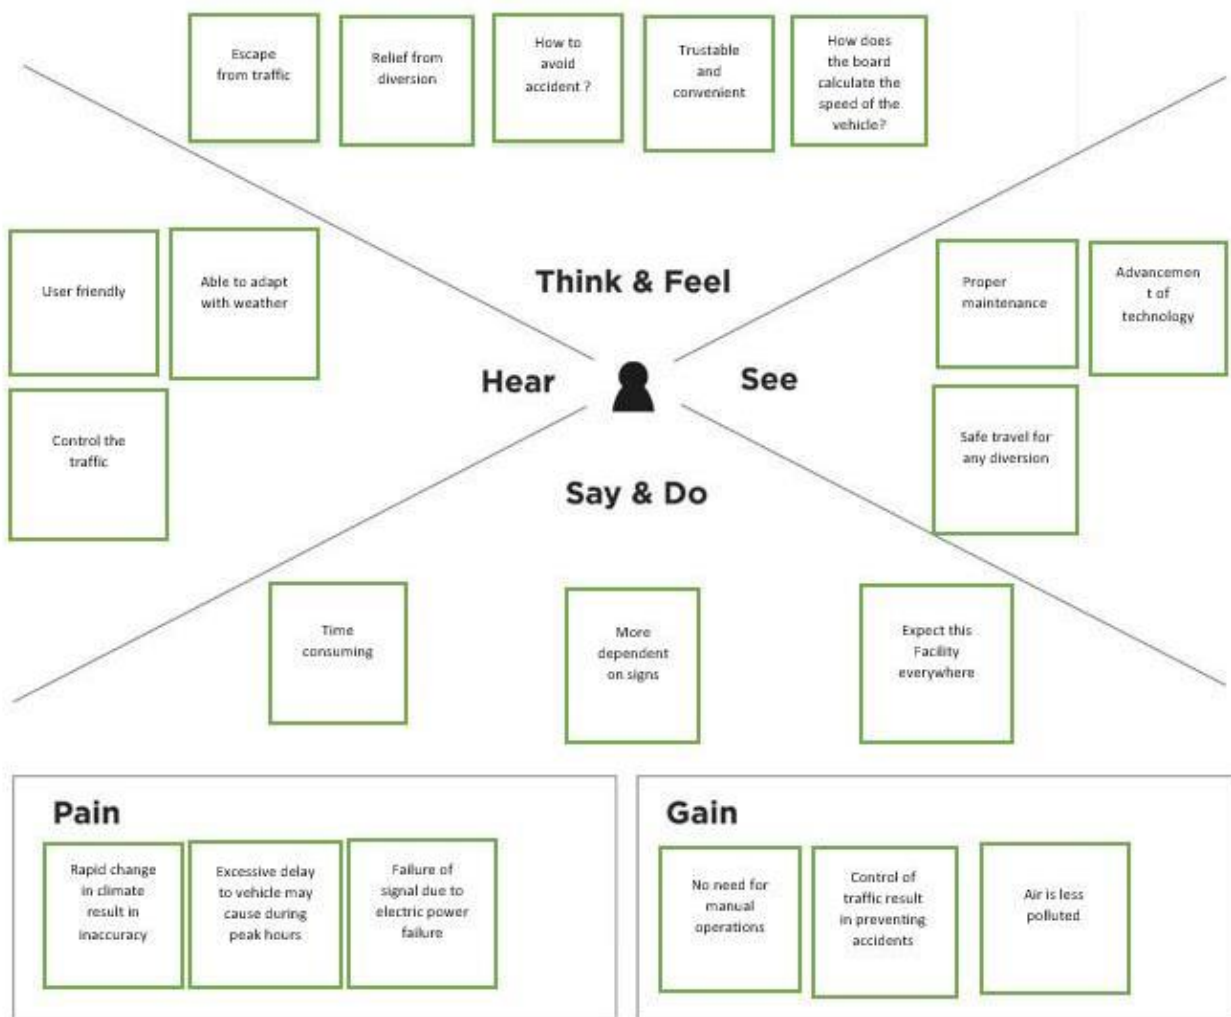 Escape
from traffic
Relief from
diversion
How to
avoid
accident ?
Trustable
and
convenient
How does
the board
calculate the
speed of the
vehicle?
Think & Feel
User friendly
Able to adapt
with weather
Control the
traffic
Hear
See
Proper
maintenance
Advancemen
t of
technology
Safe travel for
any diversion
Say & Do
Time
consuming
More
dependent
on signs
Expect this
Facility
everywhere
Pain
Rapid change
in climate
result in
inaccuracy
Excessive delay
to vehicle may
cause during
peak hours
Failure of
signal due to
electric power
failure
Gain
No need for
manual
operations
Control of
traffic result
in preventing
accidents
Air is less
polluted